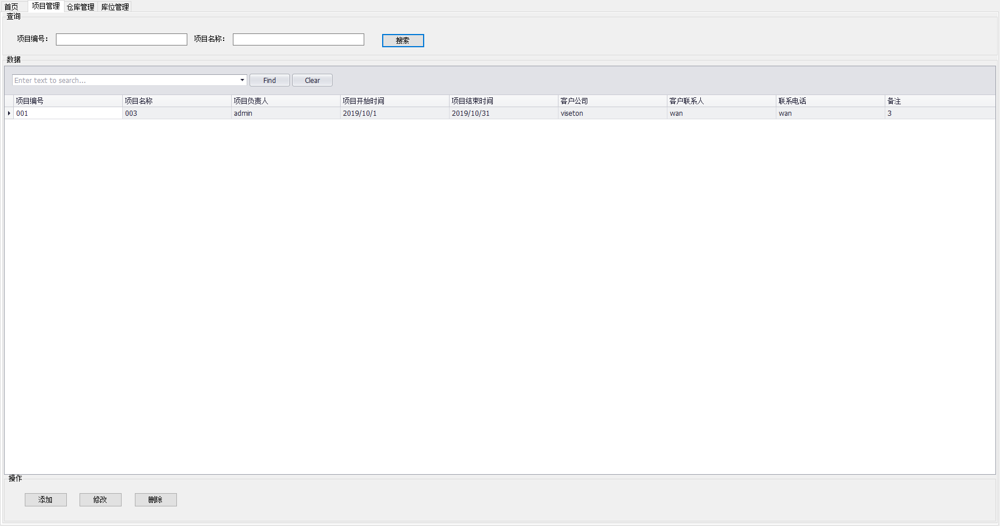 首页 项目管理 仓库管理 库位管理
查询
项目编号： 项目名称： 搜索
数据
Enter text to search... Find Clear
项目编号 项目名称 项目负责人 项目开始时间 项目结束时间 客户公司 客户联系人 联系电话 备注
001 003 admin 2019/10/1 2019/10/31 viseton wan wan 3
操作
添加 修改 删除